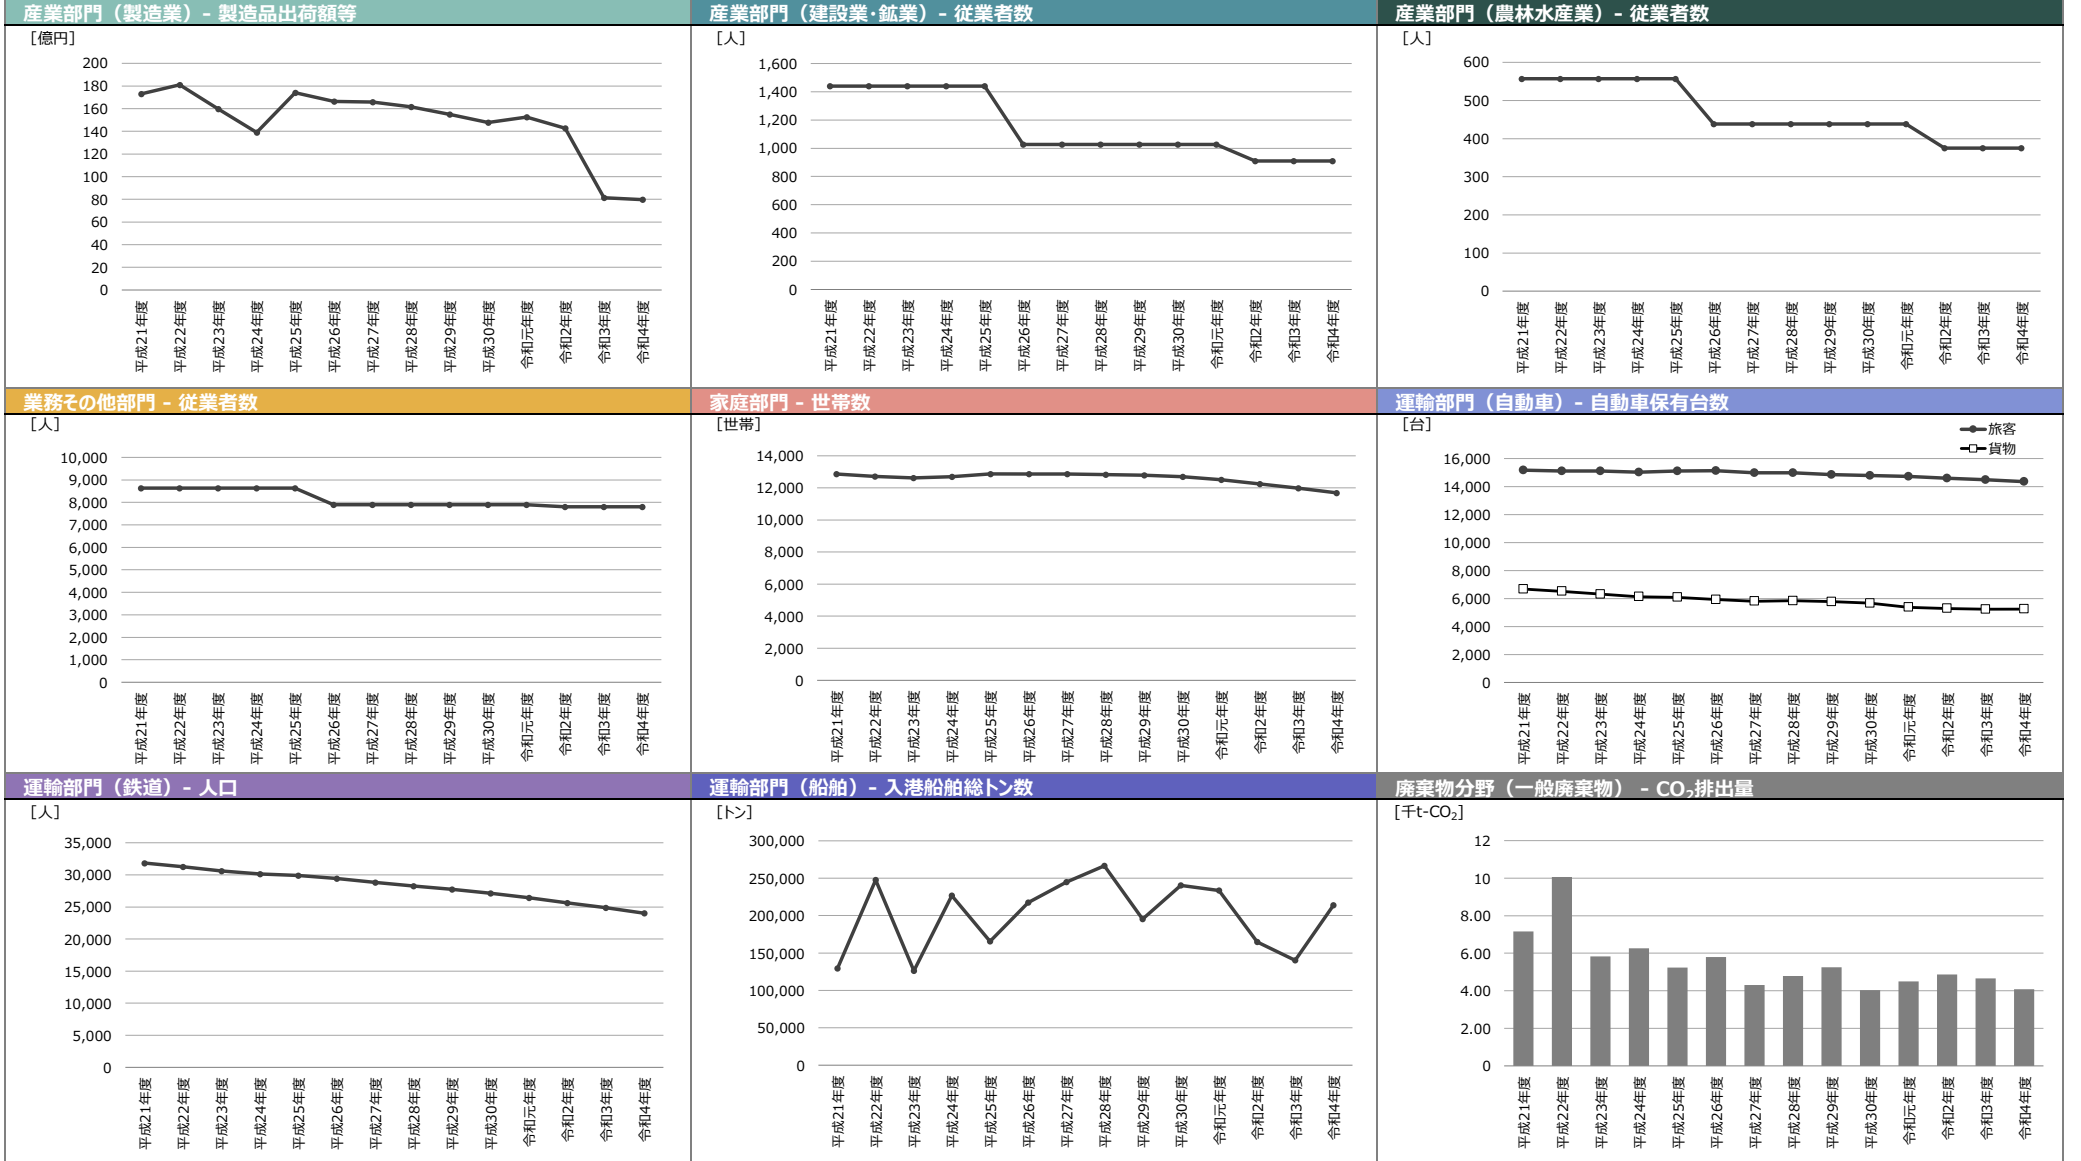 産業部門（製造業）- 製造品出荷額等
[億円]
200
180
160
140
120
100
80
60
40
20
0
平成21年度
平成22年度
平成23年度
平成24年度
平成25年度
平成26年度
平成27年度
平成28年度
平成29年度
平成30年度
令和元年度
令和2年度
令和3年度
令和4年度
産業部門（建設業･鉱業）- 従業者数
[人]
1,600
1,400
1,200
1,000
800
600
400
200
0
平成21年度
平成22年度
平成23年度
平成24年度
平成25年度
平成26年度
平成27年度
平成28年度
平成29年度
平成30年度
令和元年度
令和2年度
令和3年度
令和4年度
産業部門（農林水産業）- 従業者数
[人]
600
500
400
300
200
100
0
平成21年度
平成22年度
平成23年度
平成24年度
平成25年度
平成26年度
平成27年度
平成28年度
平成29年度
平成30年度
令和元年度
令和2年度
令和3年度
令和4年度
業務その他部門 - 従業者数
[人]
10,000
9,000
8,000
7,000
6,000
5,000
4,000
3,000
2,000
1,000
0
平成21年度
平成22年度
平成23年度
平成24年度
平成25年度
平成26年度
平成27年度
平成28年度
平成29年度
平成30年度
令和元年度
令和2年度
令和3年度
令和4年度
家庭部門 - 世帯数
[世帯]
14,000
12,000
10,000
8,000
6,000
4,000
2,000
0
平成21年度
平成22年度
平成23年度
平成24年度
平成25年度
平成26年度
平成27年度
平成28年度
平成29年度
平成30年度
令和元年度
令和2年度
令和3年度
令和4年度
運輸部門（自動車）- 自動車保有台数
[台]
旅客
貨物
16,000
14,000
12,000
10,000
8,000
6,000
4,000
2,000
0
平成21年度
平成22年度
平成23年度
平成24年度
平成25年度
平成26年度
平成27年度
平成28年度
平成29年度
平成30年度
令和元年度
令和2年度
令和3年度
令和4年度
運輸部門（鉄道）- 人口
[人]
35,000
30,000
25,000
20,000
15,000
10,000
5,000
0
平成21年度
平成22年度
平成23年度
平成24年度
平成25年度
平成26年度
平成27年度
平成28年度
平成29年度
平成30年度
令和元年度
令和2年度
令和3年度
令和4年度
運輸部門（船舶）- 入港船舶総トン数
[トン]
300,000
250,000
200,000
150,000
100,000
50,000
0
平成21年度
平成22年度
平成23年度
平成24年度
平成25年度
平成26年度
平成27年度
平成28年度
平成29年度
平成30年度
令和元年度
令和2年度
令和3年度
令和4年度
廃棄物分野（一般廃棄物） - CO₂排出量
[千t-CO₂]
12
10
8.00
6.00
4.00
2.00
0
平成21年度
平成22年度
平成23年度
平成24年度
平成25年度
平成26年度
平成27年度
平成28年度
平成29年度
平成30年度
令和元年度
令和2年度
令和3年度
令和4年度